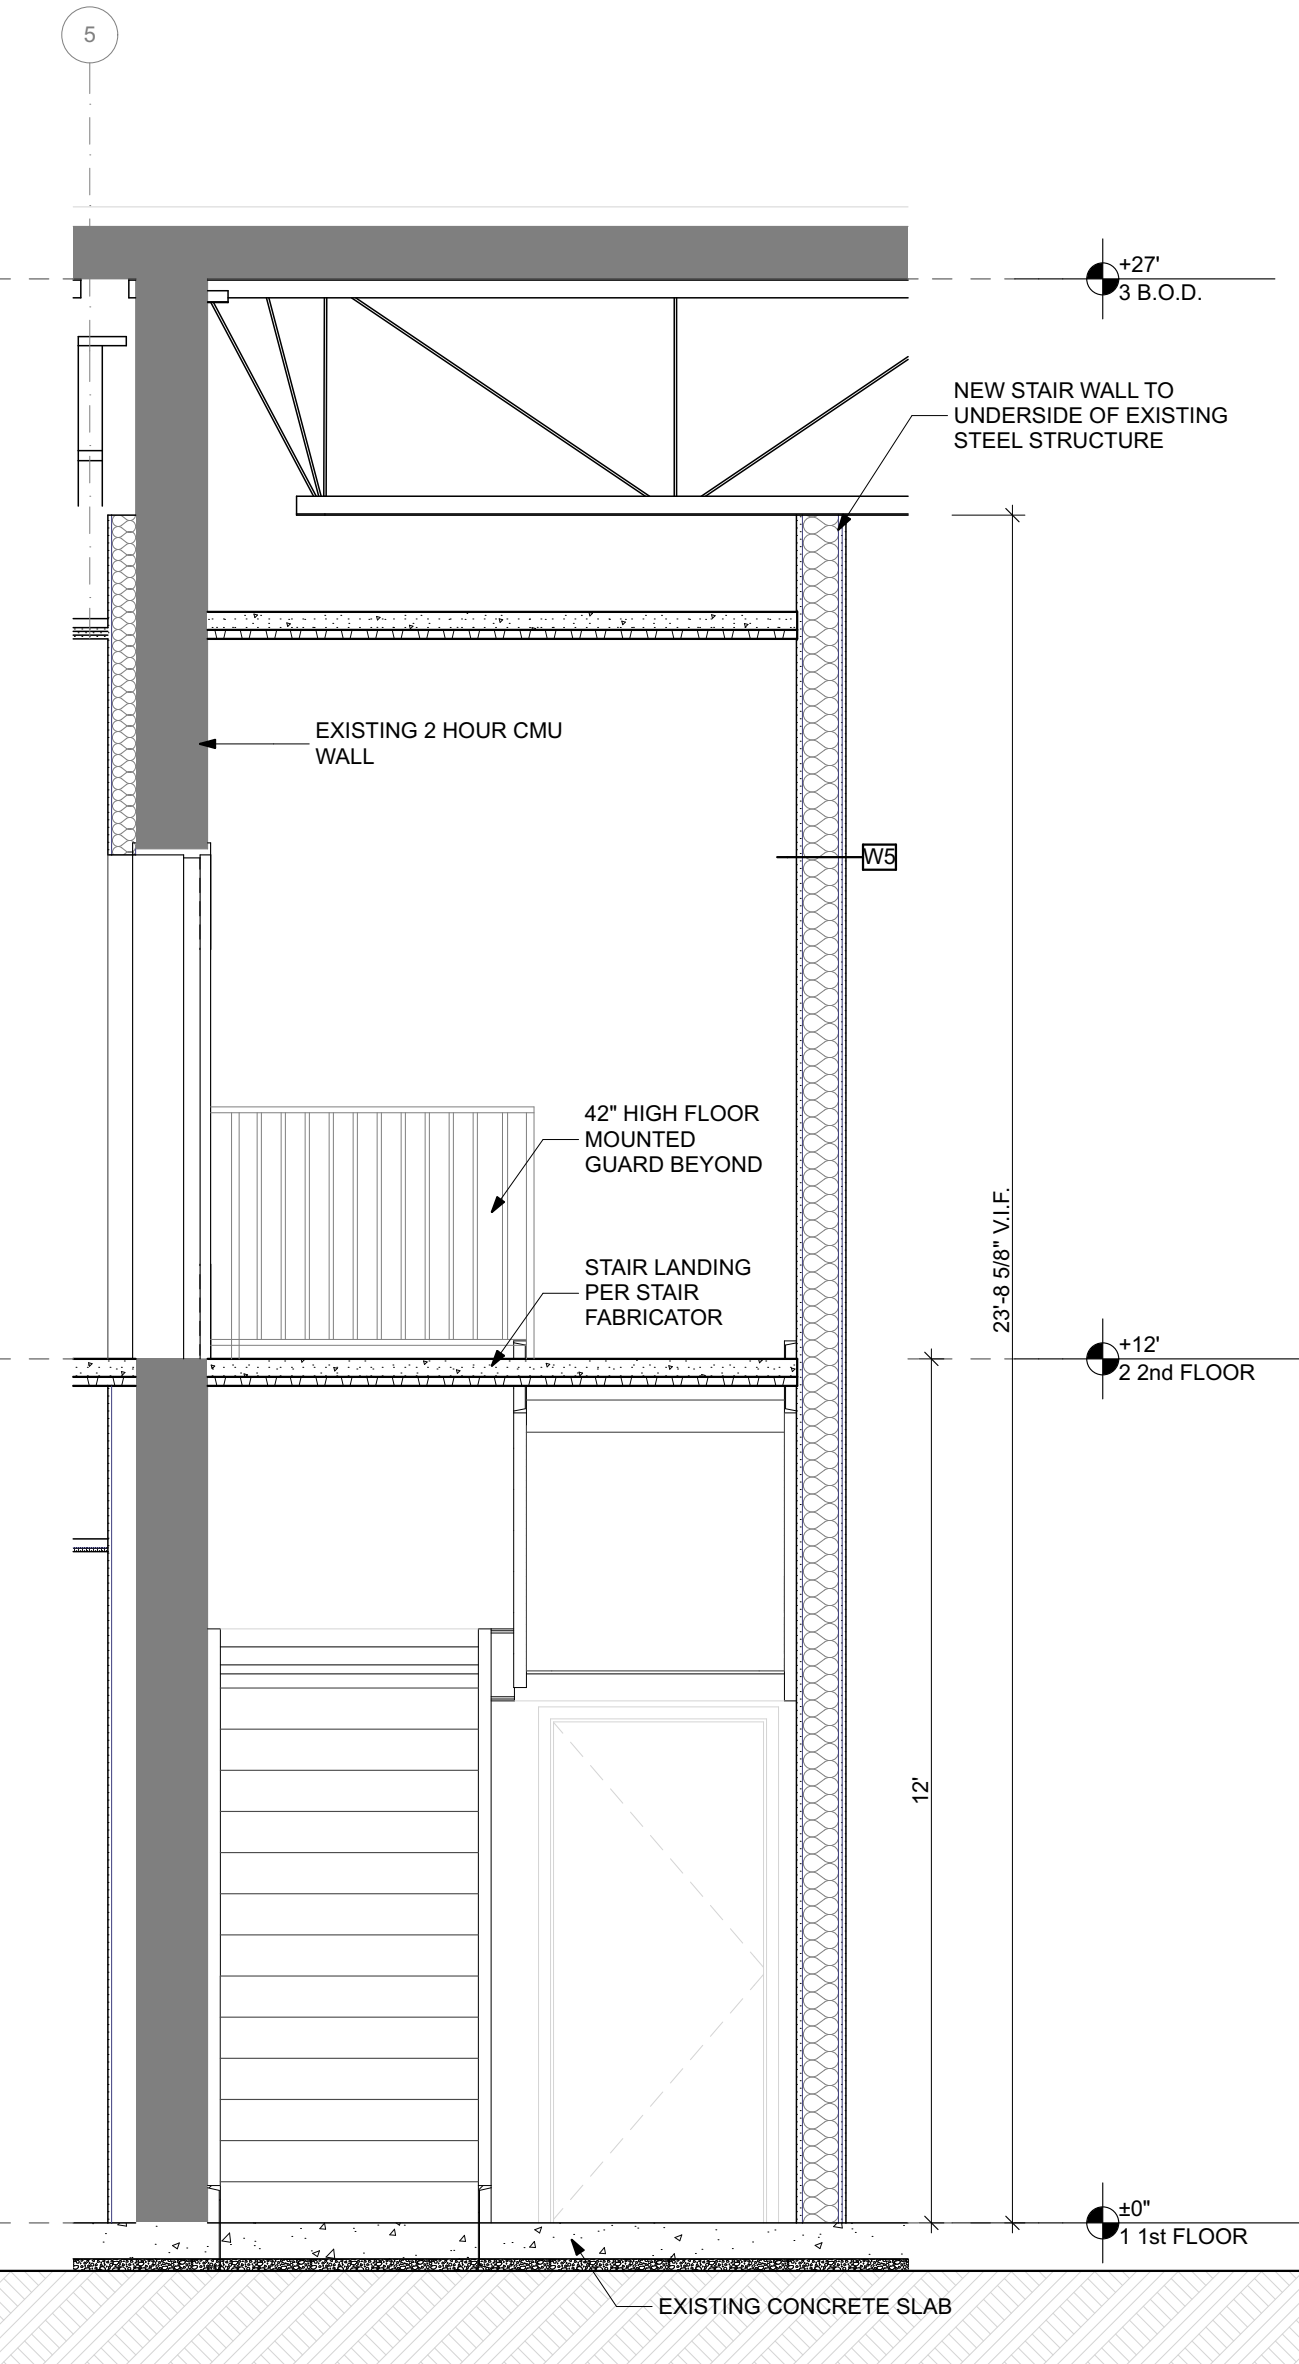 5
+27'
3 B.O.D.
NEW STAIR WALL TO
UNDERSIDE OF EXISTING
STEEL STRUCTURE
EXISTING 2 HOUR CMU
WALL
W5
42" HIGH FLOOR
MOUNTED
GUARD BEYOND
23'-8 5/8" V.I.F.
STAIR LANDING
PER STAIR
FABRICATOR
+12'
2 2nd FLOOR
12'
±0"
1 1st FLOOR
EXISTING CONCRETE SLAB